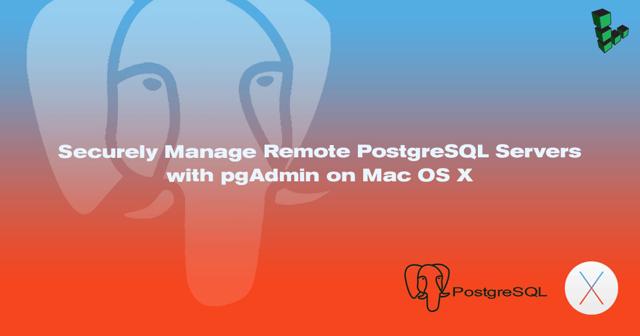 Securely Manage Remote PostgreSQL Servers
with pgAdmin on Mac OS X
PostgreSQL
X